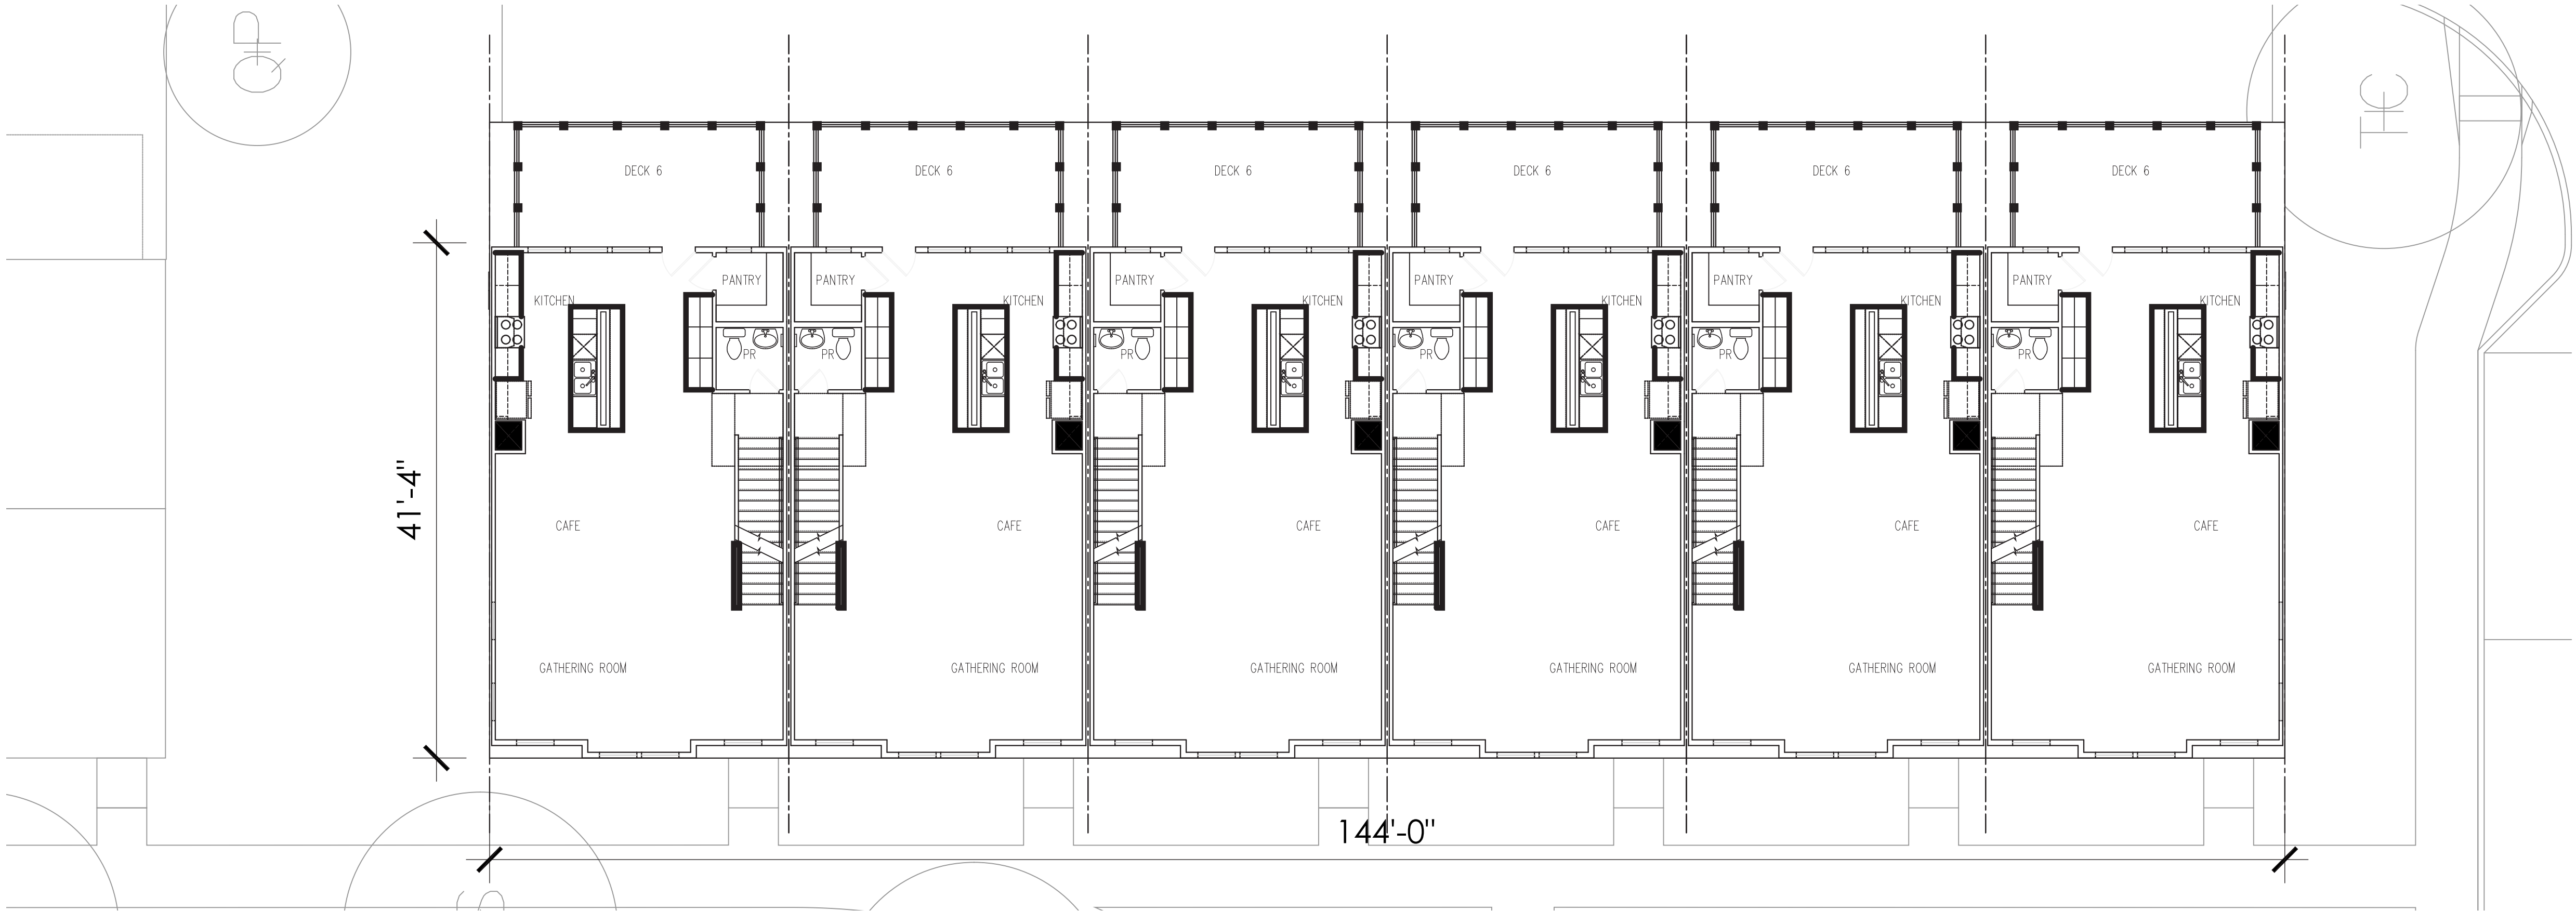 QP
THC
DECK 6
DECK 6
DECK 6
DECK 6
DECK 6
DECK 6
PANTRY
PANTRY
PANTRY
PANTRY
PANTRY
PANTRY
KITCHEN
KITCHEN
KITCHEN
KITCHEN
KITCHEN
KITCHEN
PR
PR
PR
PR
PR
PR
41'-4"
CAFE
CAFE
CAFE
CAFE
CAFE
CAFE
GATHERING ROOM
GATHERING ROOM
GATHERING ROOM
GATHERING ROOM
GATHERING ROOM
GATHERING ROOM
144'-0"